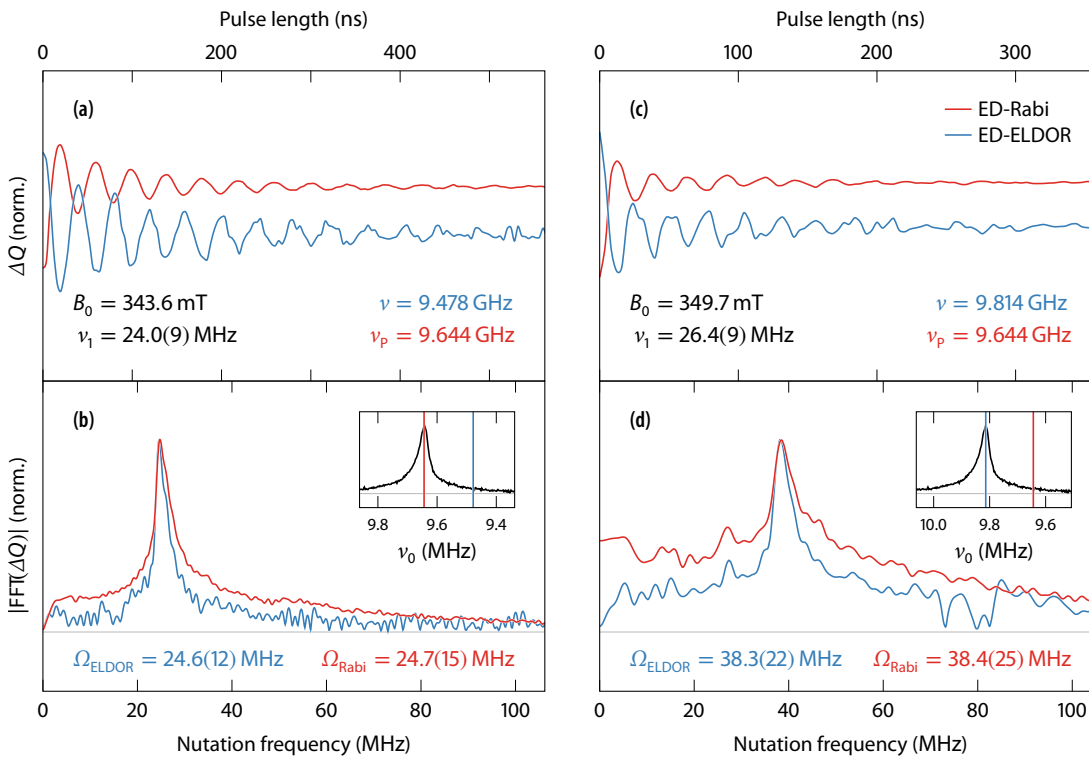 Pulse length (ns)
0 200 400
(a)
ΔQ (norm.)
B0 = 343.6 mT
ν = 9.478 GHz
ν1 = 24.0(9) MHz
νP = 9.644 GHz
(b)
|FFT(ΔQ)| (norm.)
9.8 9.6 9.4
ν0 (MHz)
ΩELDOR = 24.6(12) MHz
ΩRabi = 24.7(15) MHz
0 20 40 60 80 100
Nutation frequency (MHz)
Pulse length (ns)
0 100 200 300
(c)
ED-Rabi
ED-ELDOR
B0 = 349.7 mT
ν = 9.814 GHz
ν1 = 26.4(9) MHz
νP = 9.644 GHz
(d)
10.0 9.8 9.6
ν0 (MHz)
ΩELDOR = 38.3(22) MHz
ΩRabi = 38.4(25) MHz
0 20 40 60 80 100
Nutation frequency (MHz)